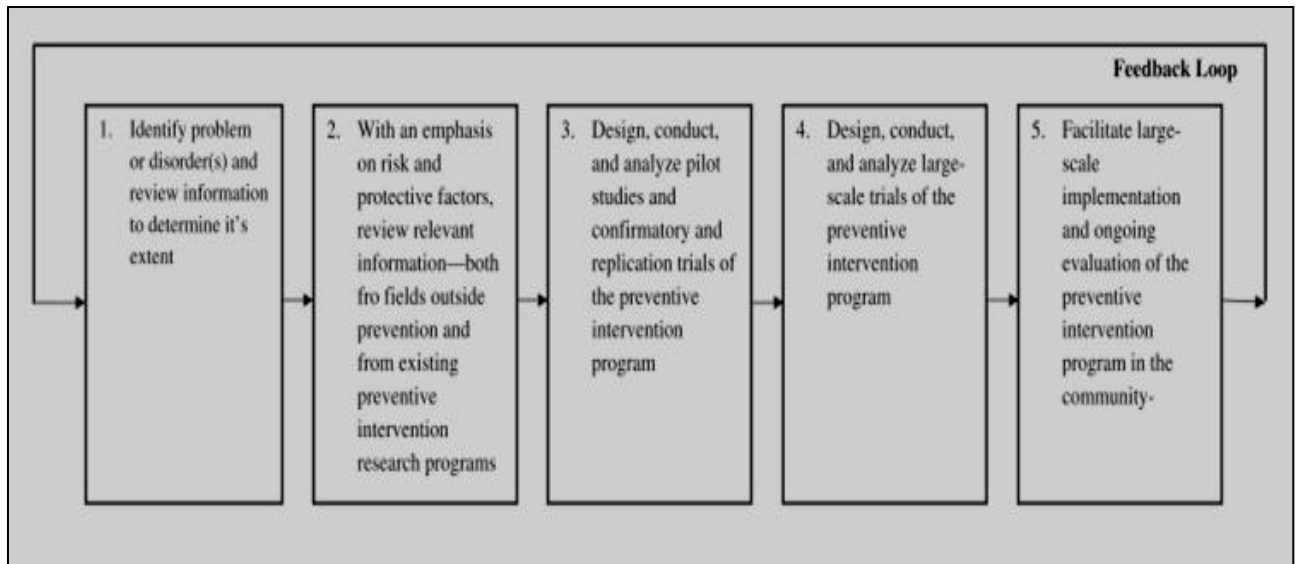 Feedback Loop
1. Identify problem
or disorder(s) and
review information
to determine it's
extent
2. With an emphasis
on risk and
protective factors,
review relevant
information—both
fro fields outside
prevention and
from existing
preventive
intervention
research programs
3. Design, conduct,
and analyze pilot
studies and
confirmatory and
replication trials of
the preventive
intervention
program
4. Design, conduct,
and analyze large-
scale trials of the
preventive
intervention
program
5. Facilitate large-
scale
implementation
and ongoing
evaluation of the
preventive
intervention
program in the
community-